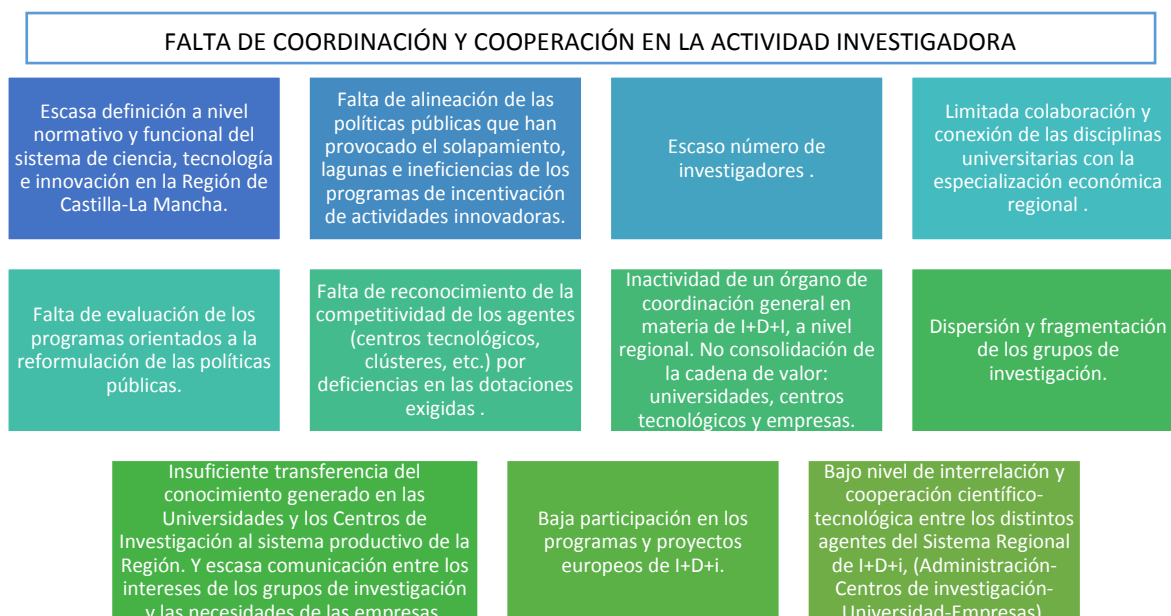 FALTA DE COORDINACIÓN Y COOPERACIÓN EN LA ACTIVIDAD INVESTIGADORA
Escasa definición a nivel
normativo y funcional del
sistema de ciencia, tecnología
e innovación en la Región de
Castilla-La Mancha.
Falta de alineación de las
políticas públicas que han
provocado el solapamiento,
lagunas e ineficiencias de los
programas de incentivación
de actividades innovadoras.
Escaso número de
investigadores .
Limitada colaboración y
conexión de las disciplinas
universitarias con la
especialización económica
regional .
Falta de evaluación de los
programas orientados a la
reformulación de las políticas
públicas.
Falta de reconocimiento de la
competitividad de los agentes
(centros tecnológicos,
clústeres, etc.) por
deficiencias en las dotaciones
exigidas .
Inactividad de un órgano de
coordinación general en
materia de I+D+I, a nivel
regional. No consolidación de
la cadena de valor:
universidades, centros
tecnológicos y empresas.
Dispersión y fragmentación
de los grupos de
investigación.
Insuficiente transferencia del
conocimiento generado en las
Universidades y los Centros de
Investigación al sistema productivo de la
Región. Y escasa comunicación entre los
intereses de los grupos de investigación
y las necesidades de las empresas.
Baja participación en los
programas y proyectos
europeos de I+D+i.
Bajo nivel de interrelación y
cooperación científico-
tecnológica entre los distintos
agentes del Sistema Regional
de I+D+i, (Administración-
Centros de investigación-
Universidad-Empresas)